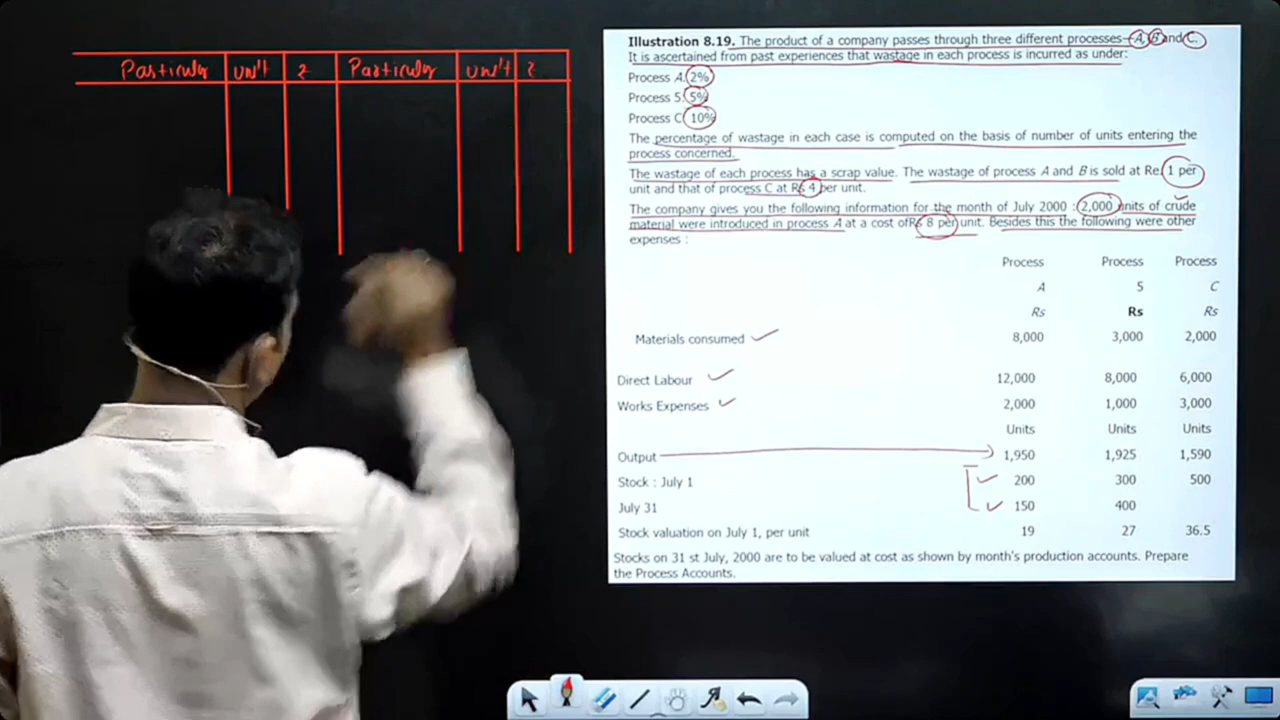 Particulars Unit ₹ Particulars Unit ₹
Illustration 8.19. The product of a company passes through three different processes—A, B and C.
It is ascertained from past experiences that wastage in each process is incurred as under:
Process A. 2%
Process 5. 5%
Process C 10%
The percentage of wastage in each case is computed on the basis of number of units entering the
process concerned.
The wastage of each process has a scrap value. The wastage of process A and B is sold at Re. 1 per
unit and that of process C at Rs 4 per unit.
The company gives you the following information for the month of July 2000 : 2,000 units of crude
material were introduced in process A at a cost ofRs 8 per unit. Besides this the following were other
expenses :
Process Process Process
A 5 C
Rs Rs Rs
Materials consumed 8,000 3,000 2,000
Direct Labour 12,000 8,000 6,000
Works Expenses 2,000 1,000 3,000
Units Units Units
Output 1,950 1,925 1,590
Stock : July 1 200 300 500
July 31 150 400
Stock valuation on July 1, per unit 19 27 36.5
Stocks on 31 st July, 2000 are to be valued at cost as shown by month's production accounts. Prepare
the Process Accounts.